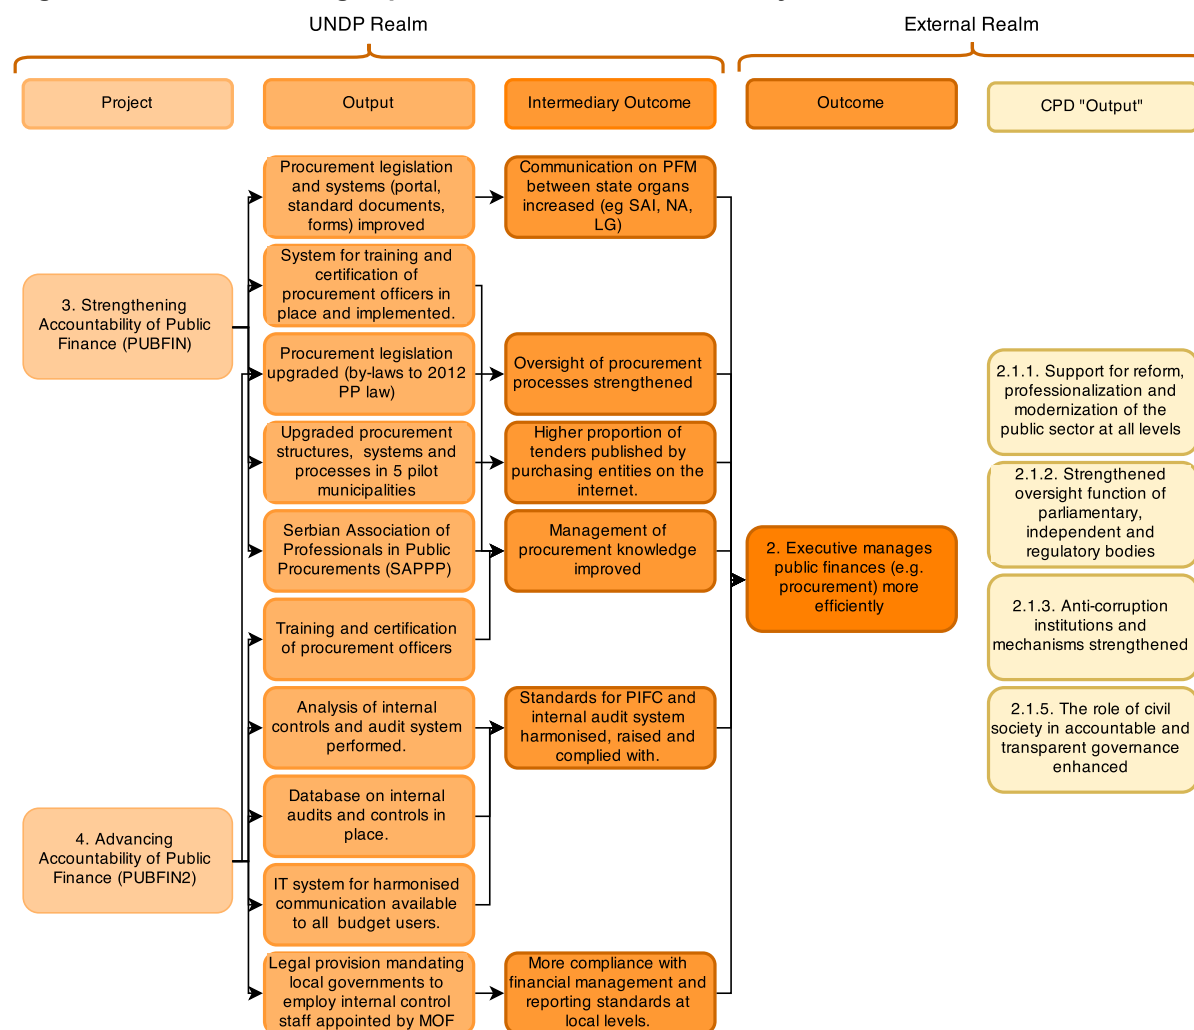 UNDP Realm
External Realm
Project
Output
Intermediary Outcome
Outcome
CPD "Output"
3. Strengthening
Accountability of Public
Finance (PUBFIN)
4. Advancing
Accountability of Public
Finance (PUBFIN2)
Procurement legislation
and systems (portal,
standard documents,
forms) improved
System for training and
certification of
procurement officers in
place and implemented.
Procurement legislation
upgraded (by-laws to 2012
PP law)
Upgraded procurement
structures,  systems and
processes in 5 pilot
municipalities
Serbian Association of
Professionals in Public
Procurements (SAPPP)
Training and certification
of procurement officers
Analysis of internal
controls and audit system
performed.
Database on internal
audits and controls in
place.
IT system for harmonised
communication available
to all  budget users.
Legal provision mandating
local governments to
employ internal control
staff appointed by MOF
Communication on PFM
between state organs
increased (eg SAI, NA,
LG)
Oversight of procurement
processes strengthened
Higher proportion of
tenders published by
purchasing entities on the
internet.
Management of
procurement knowledge
improved
Standards for PIFC and
internal audit system
harmonised, raised and
complied with.
More compliance with
financial management and
reporting standards at
local levels.
2. Executive manages
public finances (e.g.
procurement) more
efficiently
2.1.1. Support for reform,
professionalization and
modernization of the
public sector at all levels
2.1.2. Strengthened
oversight function of
parliamentary,
independent and
regulatory bodies
2.1.3. Anti-corruption
institutions and
mechanisms strengthened
2.1.5. The role of civil
society in accountable and
transparent governance
enhanced